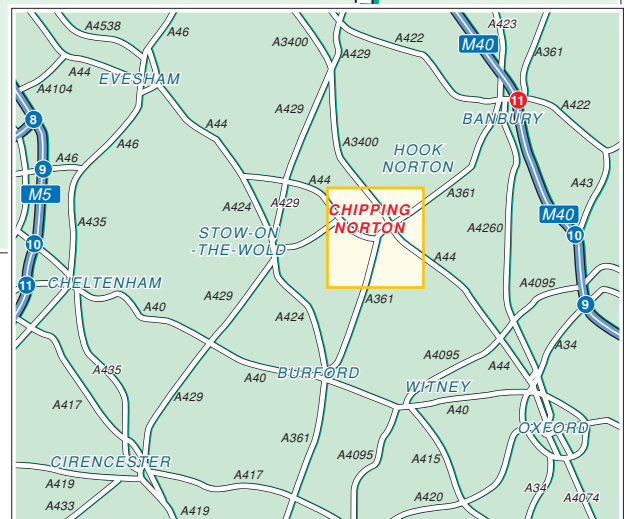 A4538
A46
A3400
A422
A423
M40
A361
A429
A44
EVESHAM
A4104
A429
11
A422
BANBURY
8
A44
A46
A3400
HOOK
NORTON
A46
9
A44
A361
A43
M5
A424
A429
CHIPPING
NORTON
M40
A435
STOW-ON
-THE-WOLD
A4260
10
10
A44
11
CHELTENHAM
A4095
A429
A361
9
A40
A424
A34
A4095
A435
A44
A40
BURFORD
WITNEY
A417
A429
A40
OXFORD
A361
CIRENCESTER
A4095
A415
A419
A417
A34
A433
A419
A420
A4074